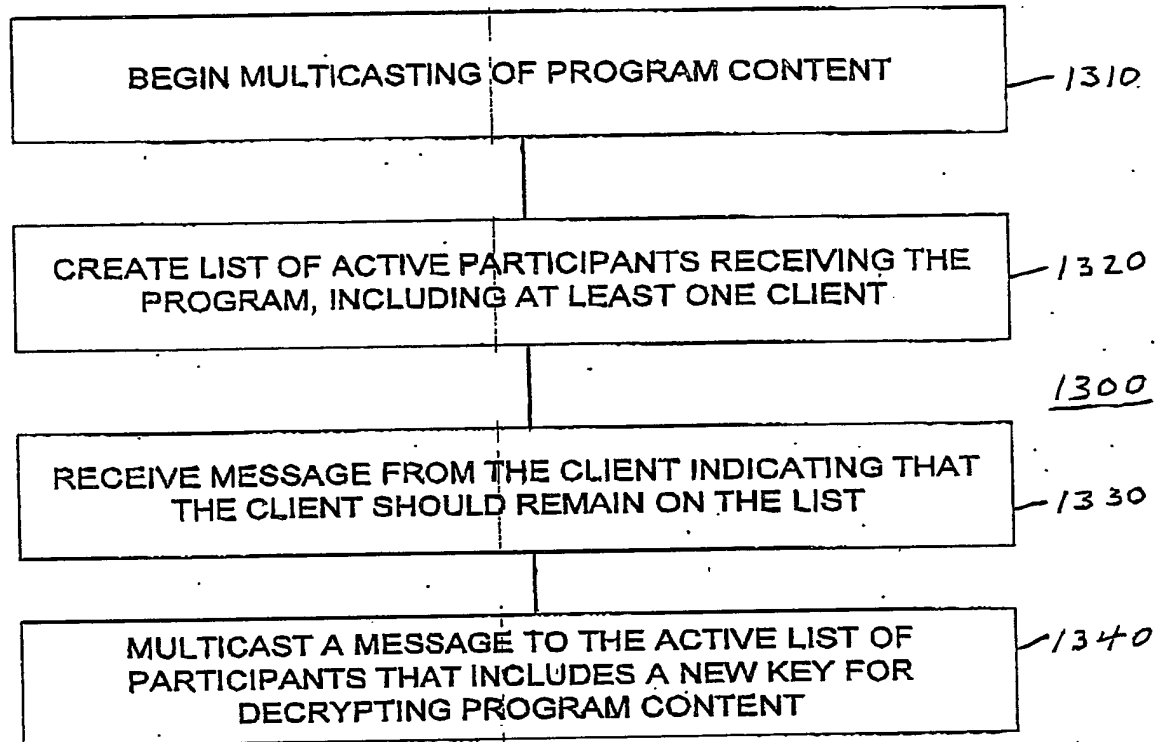 BEGIN MULTICASTING OF PROGRAM CONTENT
1310
CREATE LIST OF ACTIVE PARTICIPANTS RECEIVING THE
PROGRAM, INCLUDING AT LEAST ONE CLIENT
1320
1300
RECEIVE MESSAGE FROM THE CLIENT INDICATING THAT
THE CLIENT SHOULD REMAIN ON THE LIST
1330
MULTICAST A MESSAGE TO THE ACTIVE LIST OF
PARTICIPANTS THAT INCLUDES A NEW KEY FOR
DECRYPTING PROGRAM CONTENT
1340